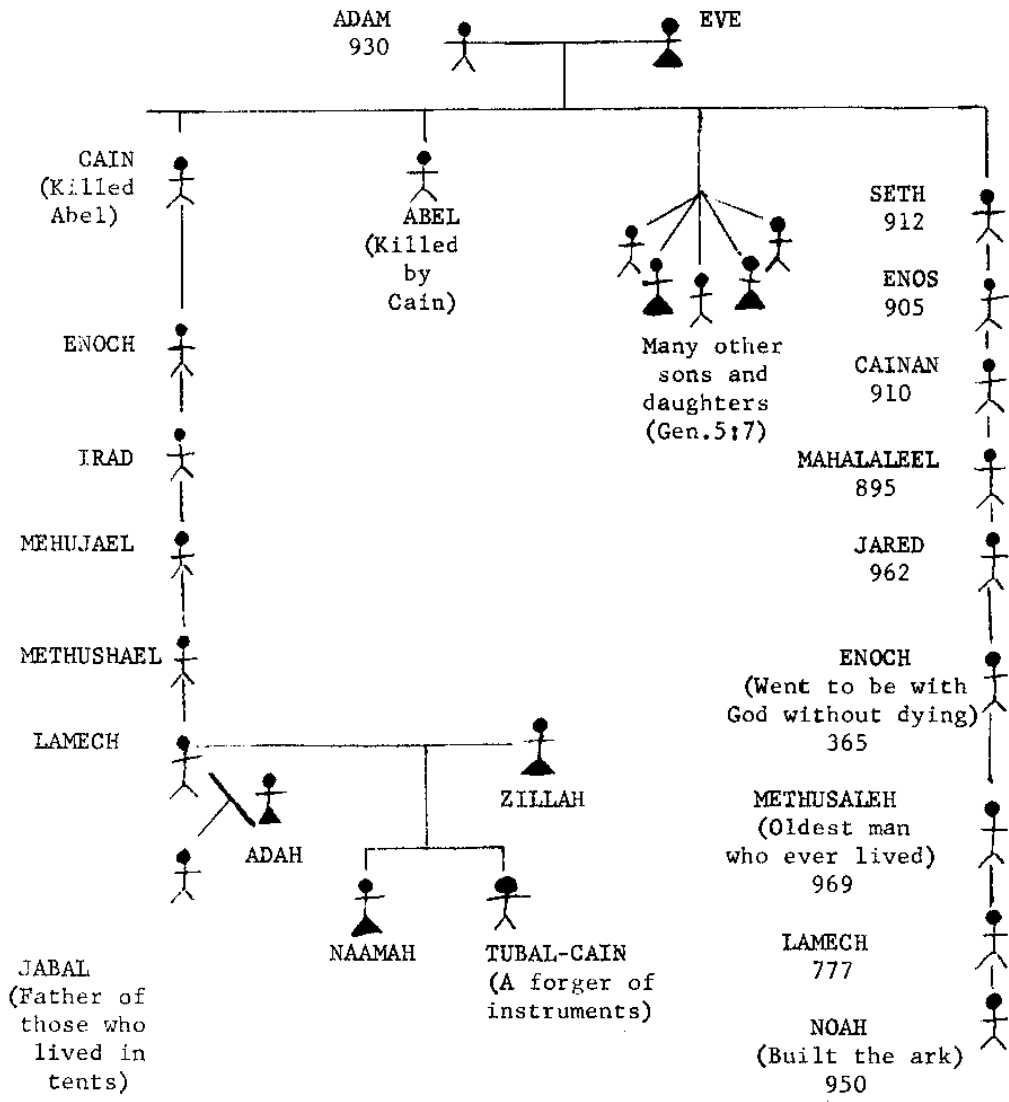 ADAM
930
EVE
CAIN
(Killed
Abel)
ABEL
(Killed
by
Cain)
Many other
sons and
daughters
(Gen.5:7)
SETH
912
ENOS
905
CAINAN
910
MAHALALEEL
895
JARED
962
ENOCH
(Went to be with
God without dying)
365
METHUSALEH
(Oldest man
who ever lived)
969
LAMECH
777
NOAH
(Built the ark)
950
ENOCH
IRAD
MEHUJAEL
METHUSHAEL
LAMECH
ZILLAH
ADAH
NAAMAH
TUBAL-CAIN
(A forger of
instruments)
JABAL
(Father of
those who
lived in
tents)